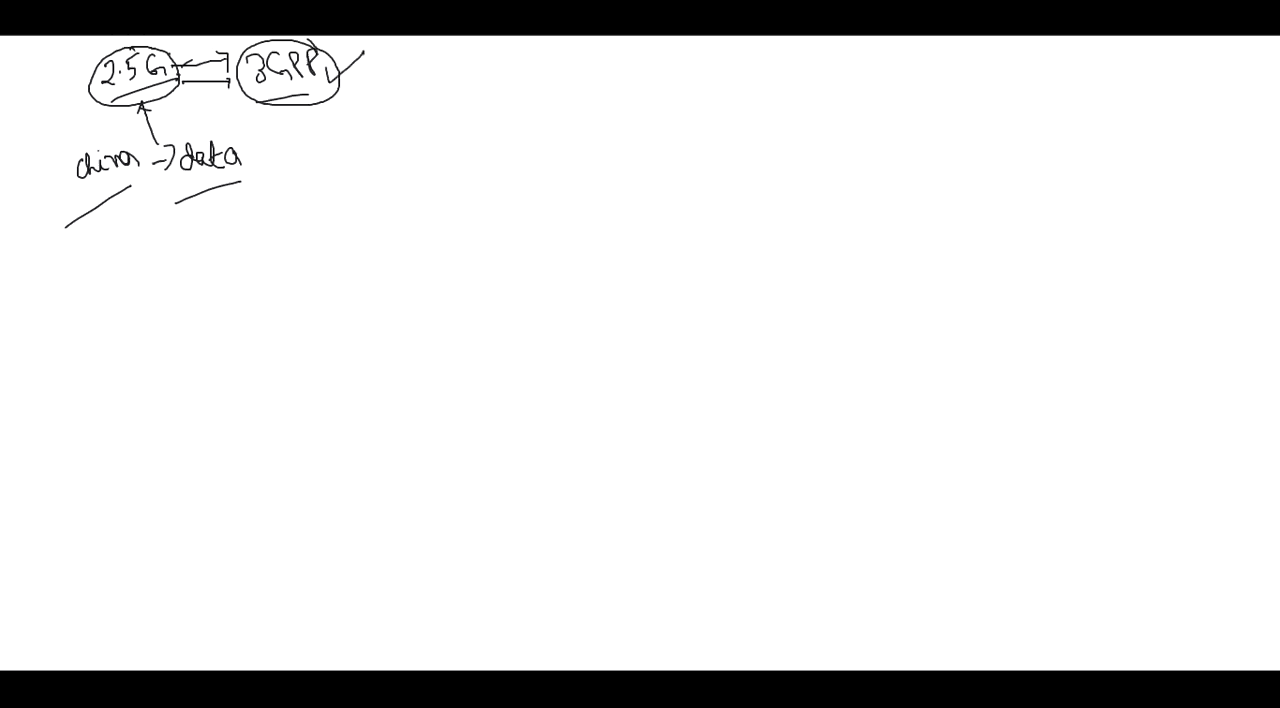 2.5G → 3GPP ✓
china → data